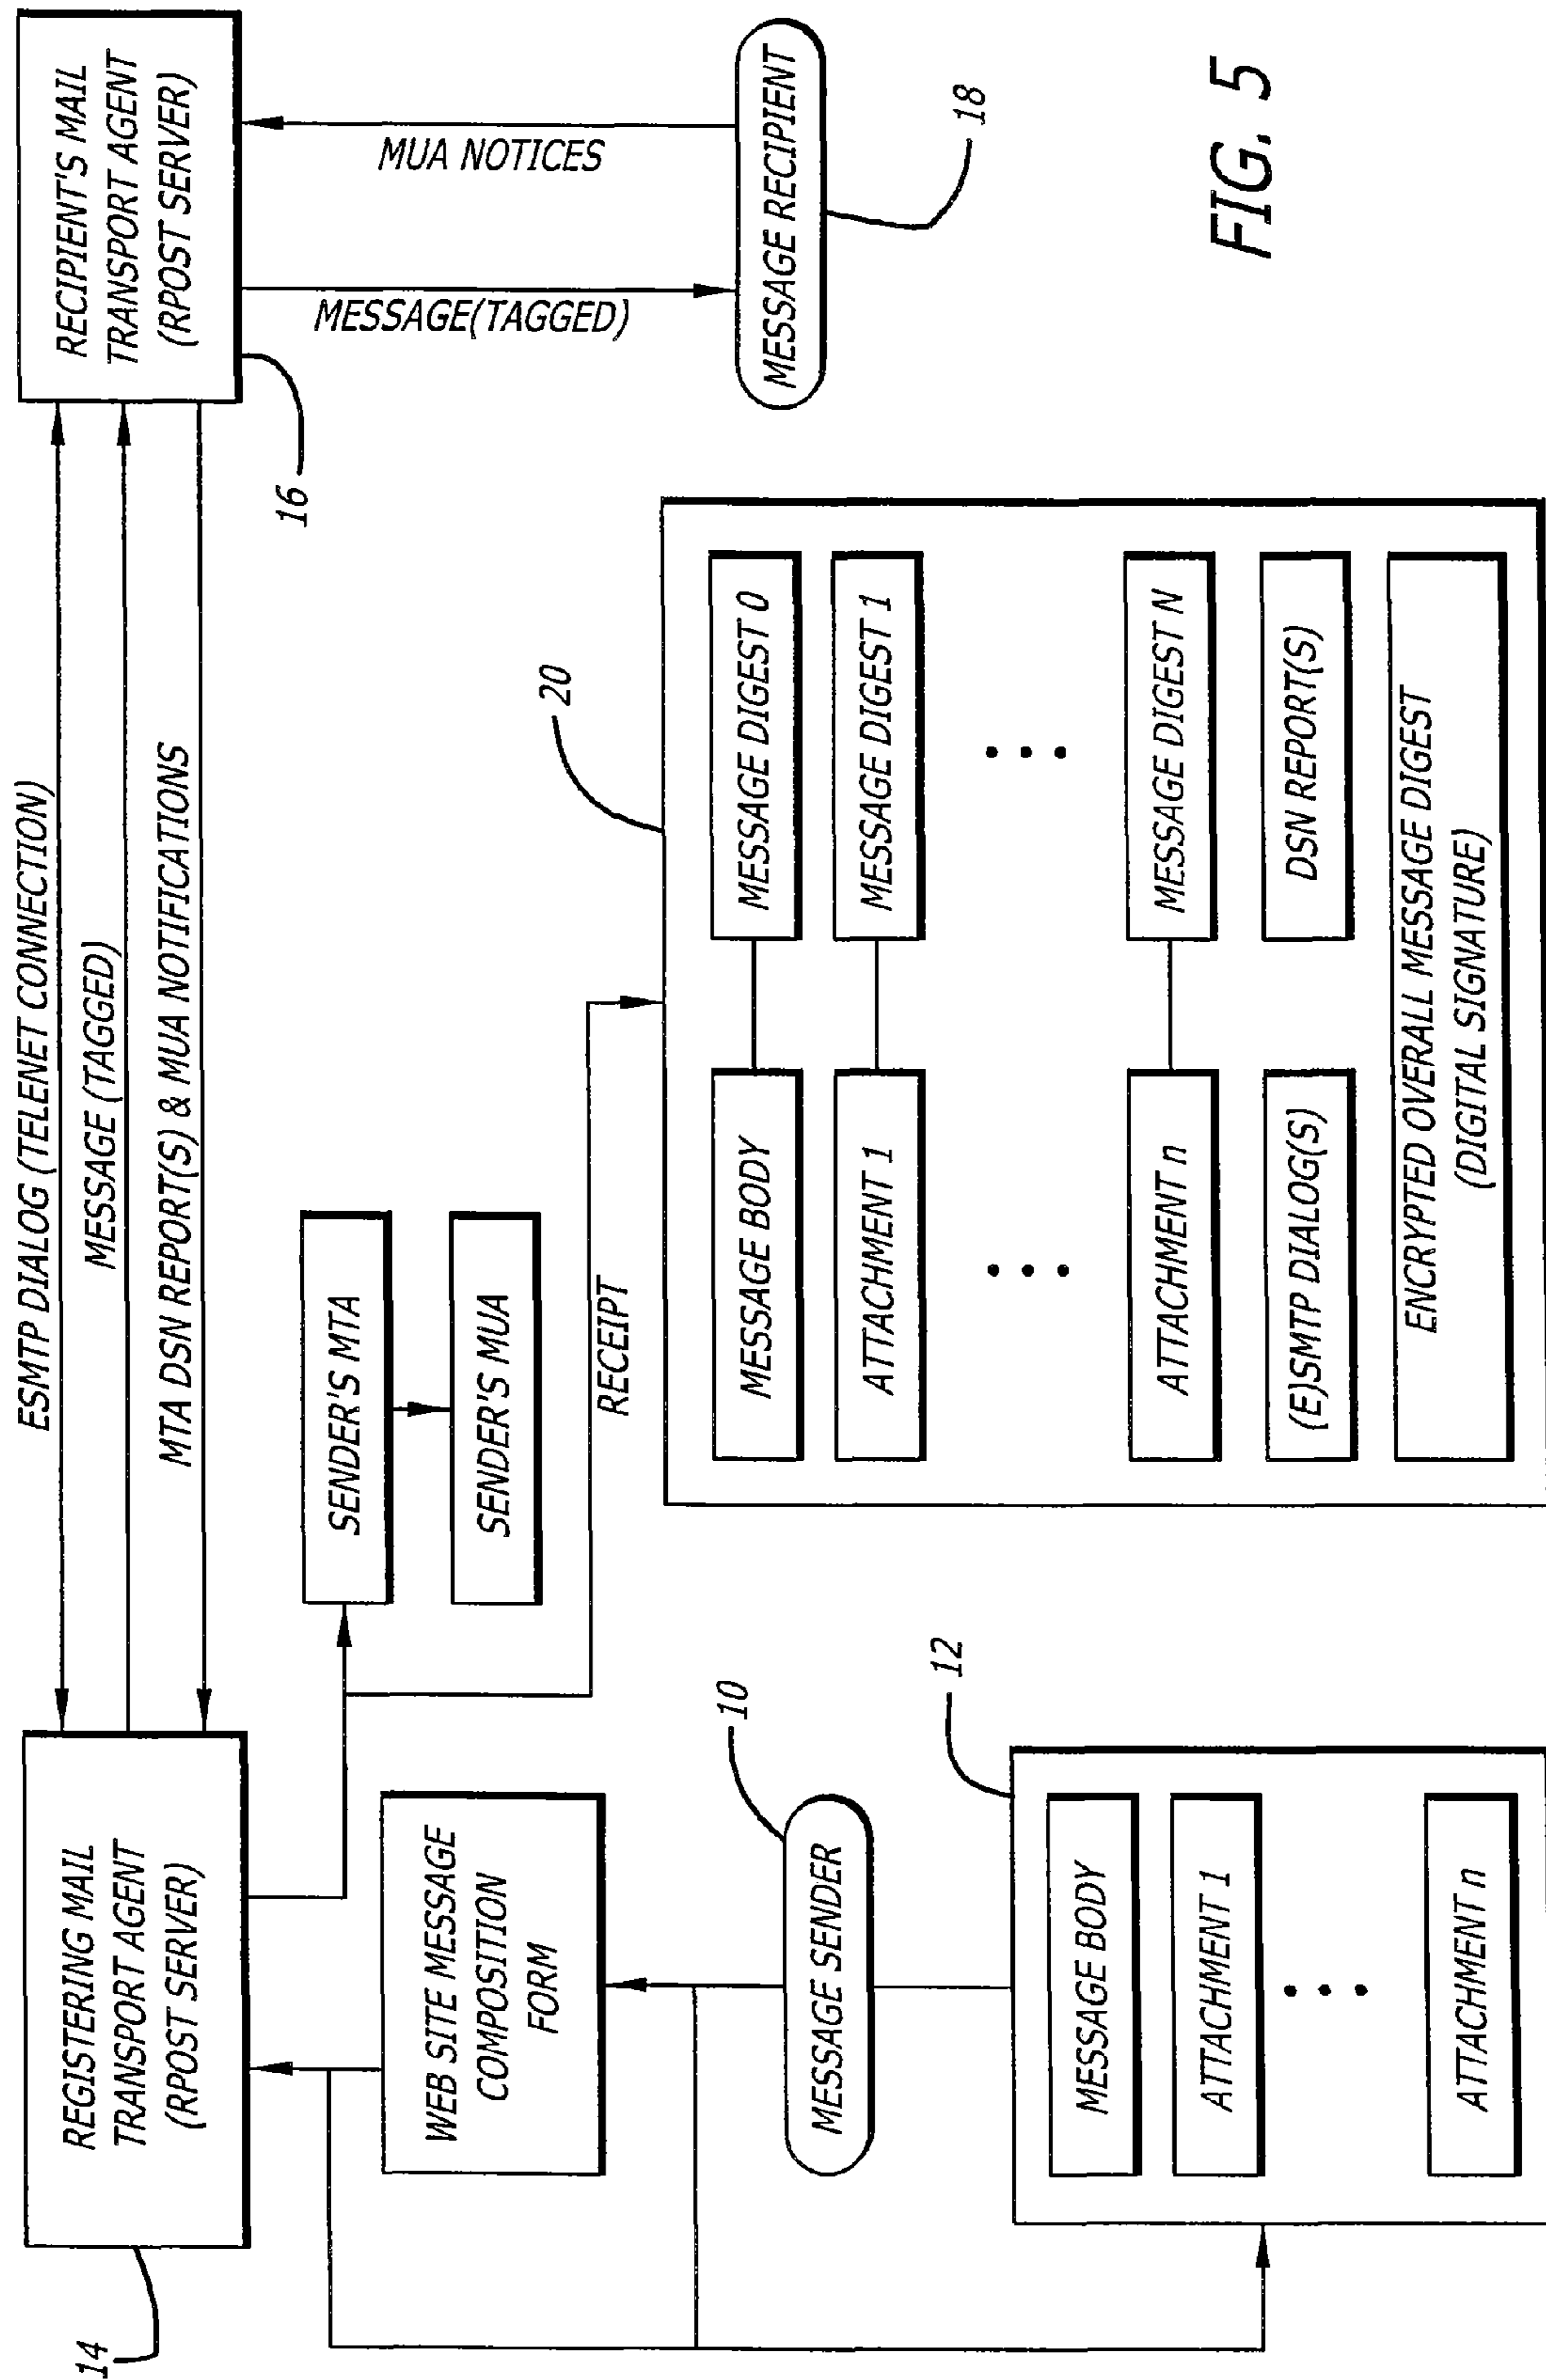 14
REGISTERING MAIL
TRANSPORT AGENT
(RPOST SERVER)
ESMTP DIALOG (TELENET CONNECTION)
MESSAGE (TAGGED)
MTA DSN REPORT(S) & MUA NOTIFICATIONS
RECIPIENT'S MAIL
TRANSPORT AGENT
(RPOST SERVER)
16
MESSAGE(TAGGED)
MUA NOTICES
MESSAGE RECIPIENT
18
WEB SITE MESSAGE
COMPOSITION
FORM
SENDER'S MTA
SENDER'S MUA
RECEIPT
10
MESSAGE SENDER
12
MESSAGE BODY
ATTACHMENT 1
• • •
ATTACHMENT n
20
MESSAGE BODY
MESSAGE DIGEST 0
ATTACHMENT 1
MESSAGE DIGEST 1
• • •
• • •
ATTACHMENT n
MESSAGE DIGEST N
(E)SMTP DIALOG(S)
DSN REPORT(S)
ENCRYPTED OVERALL MESSAGE DIGEST
(DIGITAL SIGNATURE)
FIG. 5